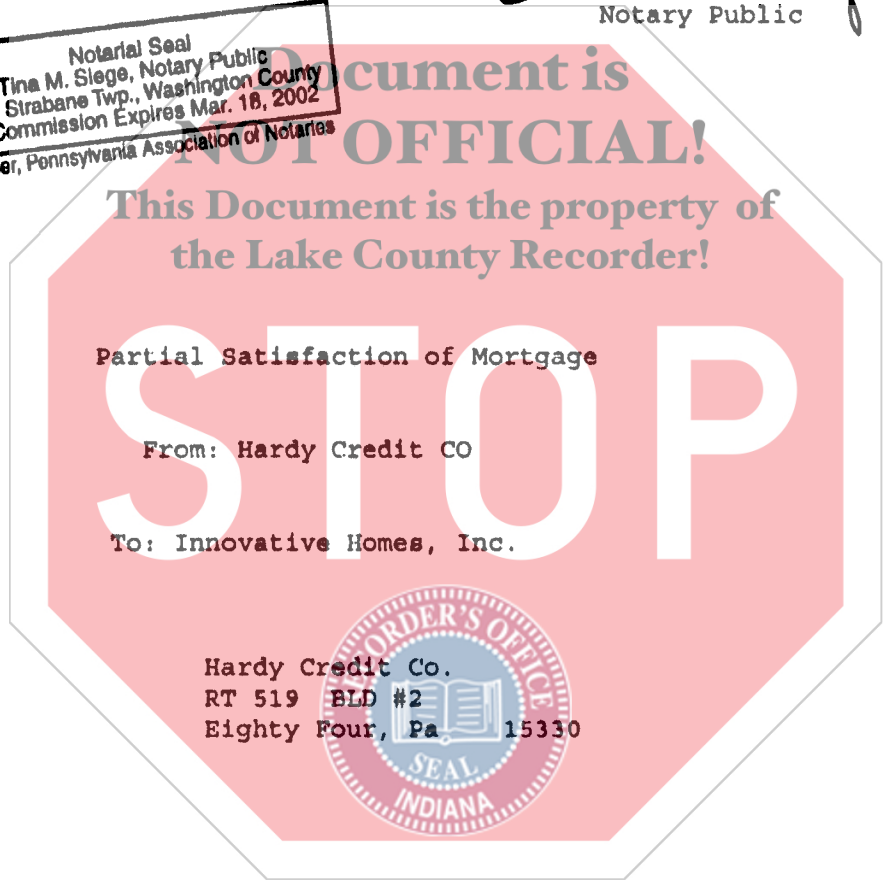 Notary Public
Notarial Seal
Tina M. Siege, Notary Public
Strabane Twp., Washington County
Commission Expires Mar. 18, 2002
er, Pennsylvania Association of Notaries
Document is
NOT OFFICIAL!
This Document is the property of
the Lake County Recorder!
STOP
Partial Satisfaction of Mortgage
From: Hardy Credit CO
To: Innovative Homes, Inc.
Hardy Credit Co.
RT 519 BLD #2
Eighty Four, Pa 15330
RECORDER'S OFFICE
SEAL
INDIANA